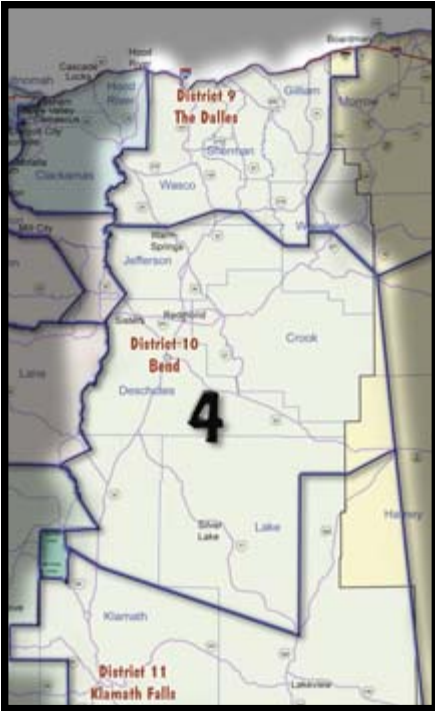 Boardman
Hood
River
Cascade
Locks
Hood
River
Gilliam
District 9
The Dalles
Morrow
Sherman
Clackamas
Wasco
Mill City
Warm
Springs
Jefferson
Sisters
Redmond
Crook
District 10
Bend
Lane
Deschutes
4
Silver
Lake
Lake
Harney
Klamath
District 11
Klamath Falls
Lakeview